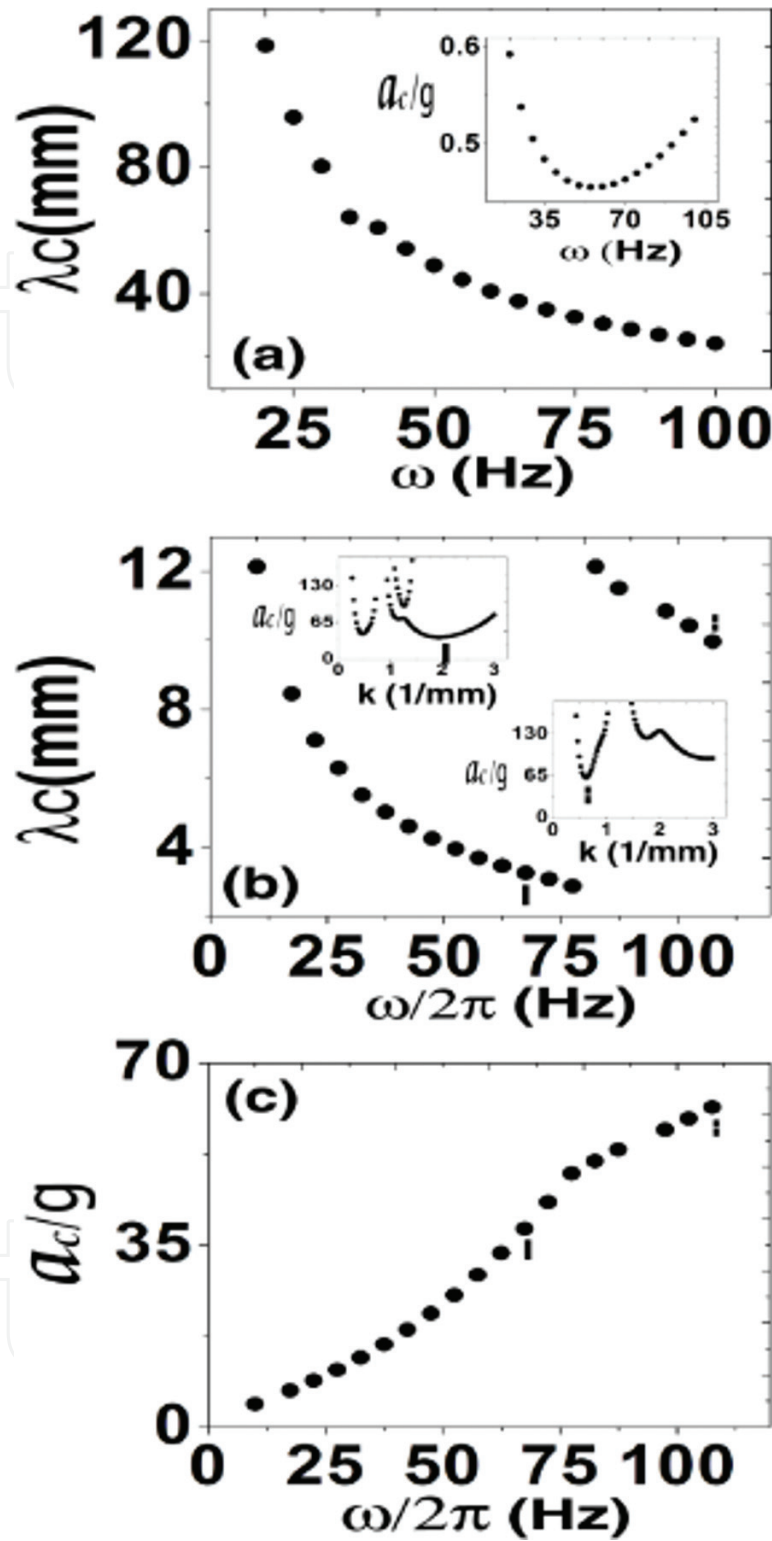 120
80
40
λc(mm)
(a)
0.6
0.5
ac/g
35 70 105
ω (Hz)
25 50 75 100
ω (Hz)
12
8
4
λc(mm)
(b)
130
65
0
ac/g
0 1 2 3
k (1/mm)
130
65
0
ac/g
0 1 2 3
k (1/mm)
0 25 50 75 100
ω/2π (Hz)
70
35
0
ac/g
(c)
0 25 50 75 100
ω/2π (Hz)